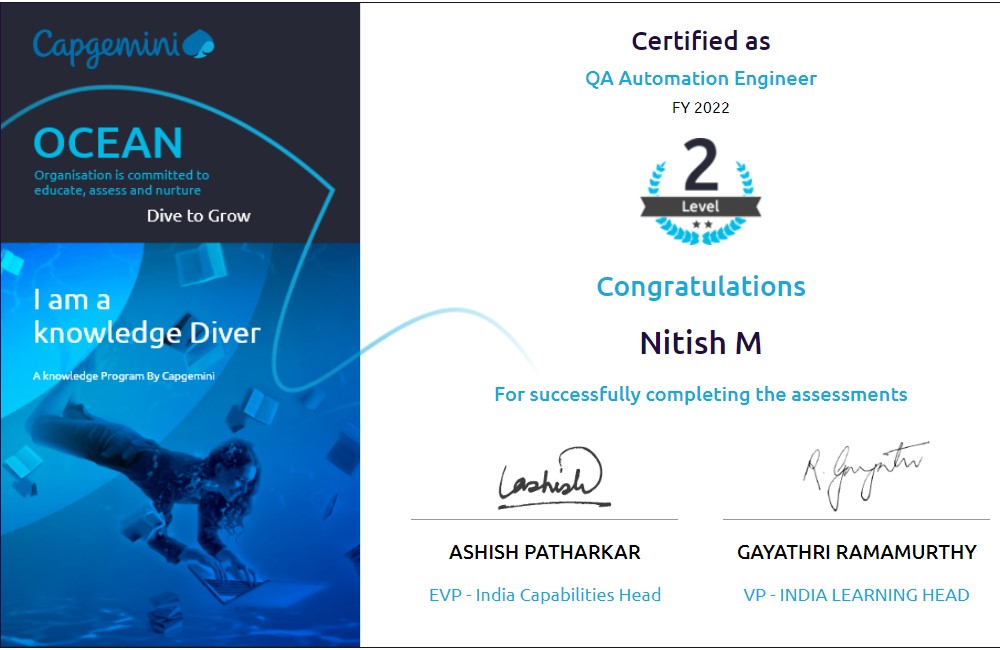 Capgemini
OCEAN
Organisation is committed to
educate, assess and nurture
Dive to Grow
I am a
knowledge Diver
A knowledge Program By Capgemini
Certified as
QA Automation Engineer
FY 2022
2
Level
Congratulations
Nitish M
For successfully completing the assessments
Lashish
R. Gayathri
ASHISH PATHARKAR
GAYATHRI RAMAMURTHY
EVP - India Capabilities Head
VP - INDIA LEARNING HEAD